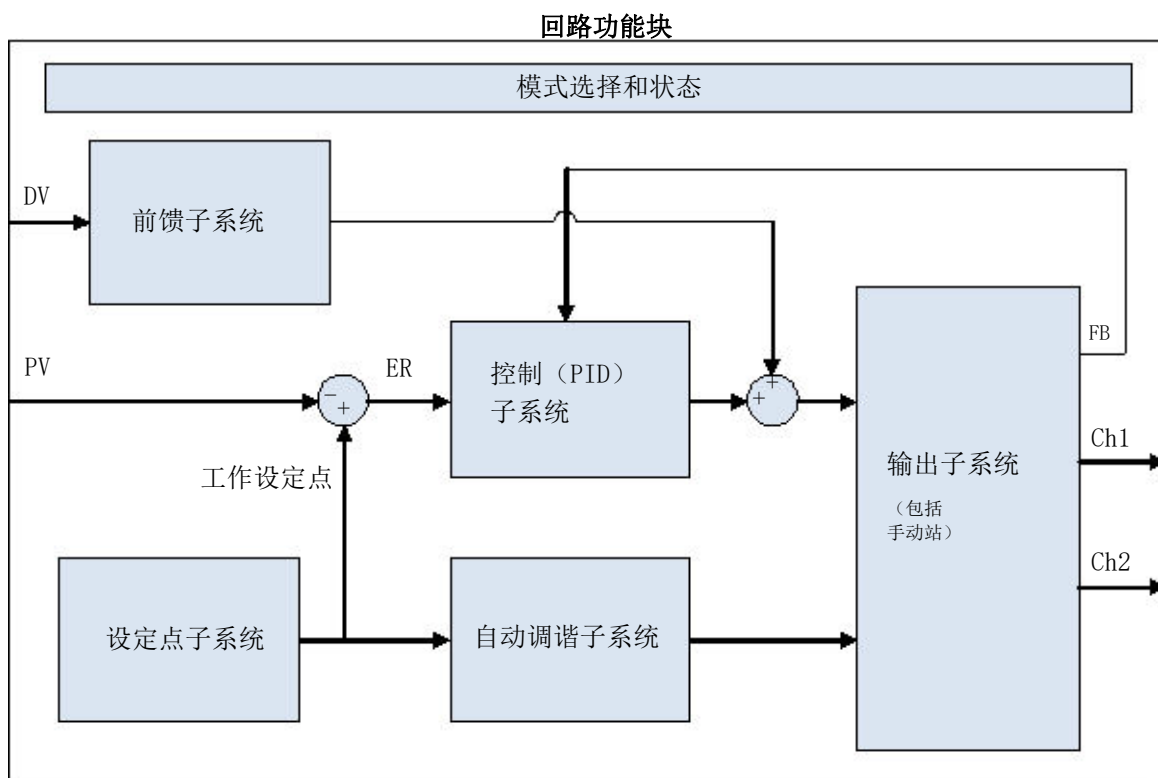 回路功能块
模式选择和状态
DV
前馈子系统
FB
PV
ER
控制（PID）
子系统
－
＋
＋
＋
Ch1
工作设定点
输出子系统
（包括
手动站）
Ch2
设定点子系统
自动调谐子系统